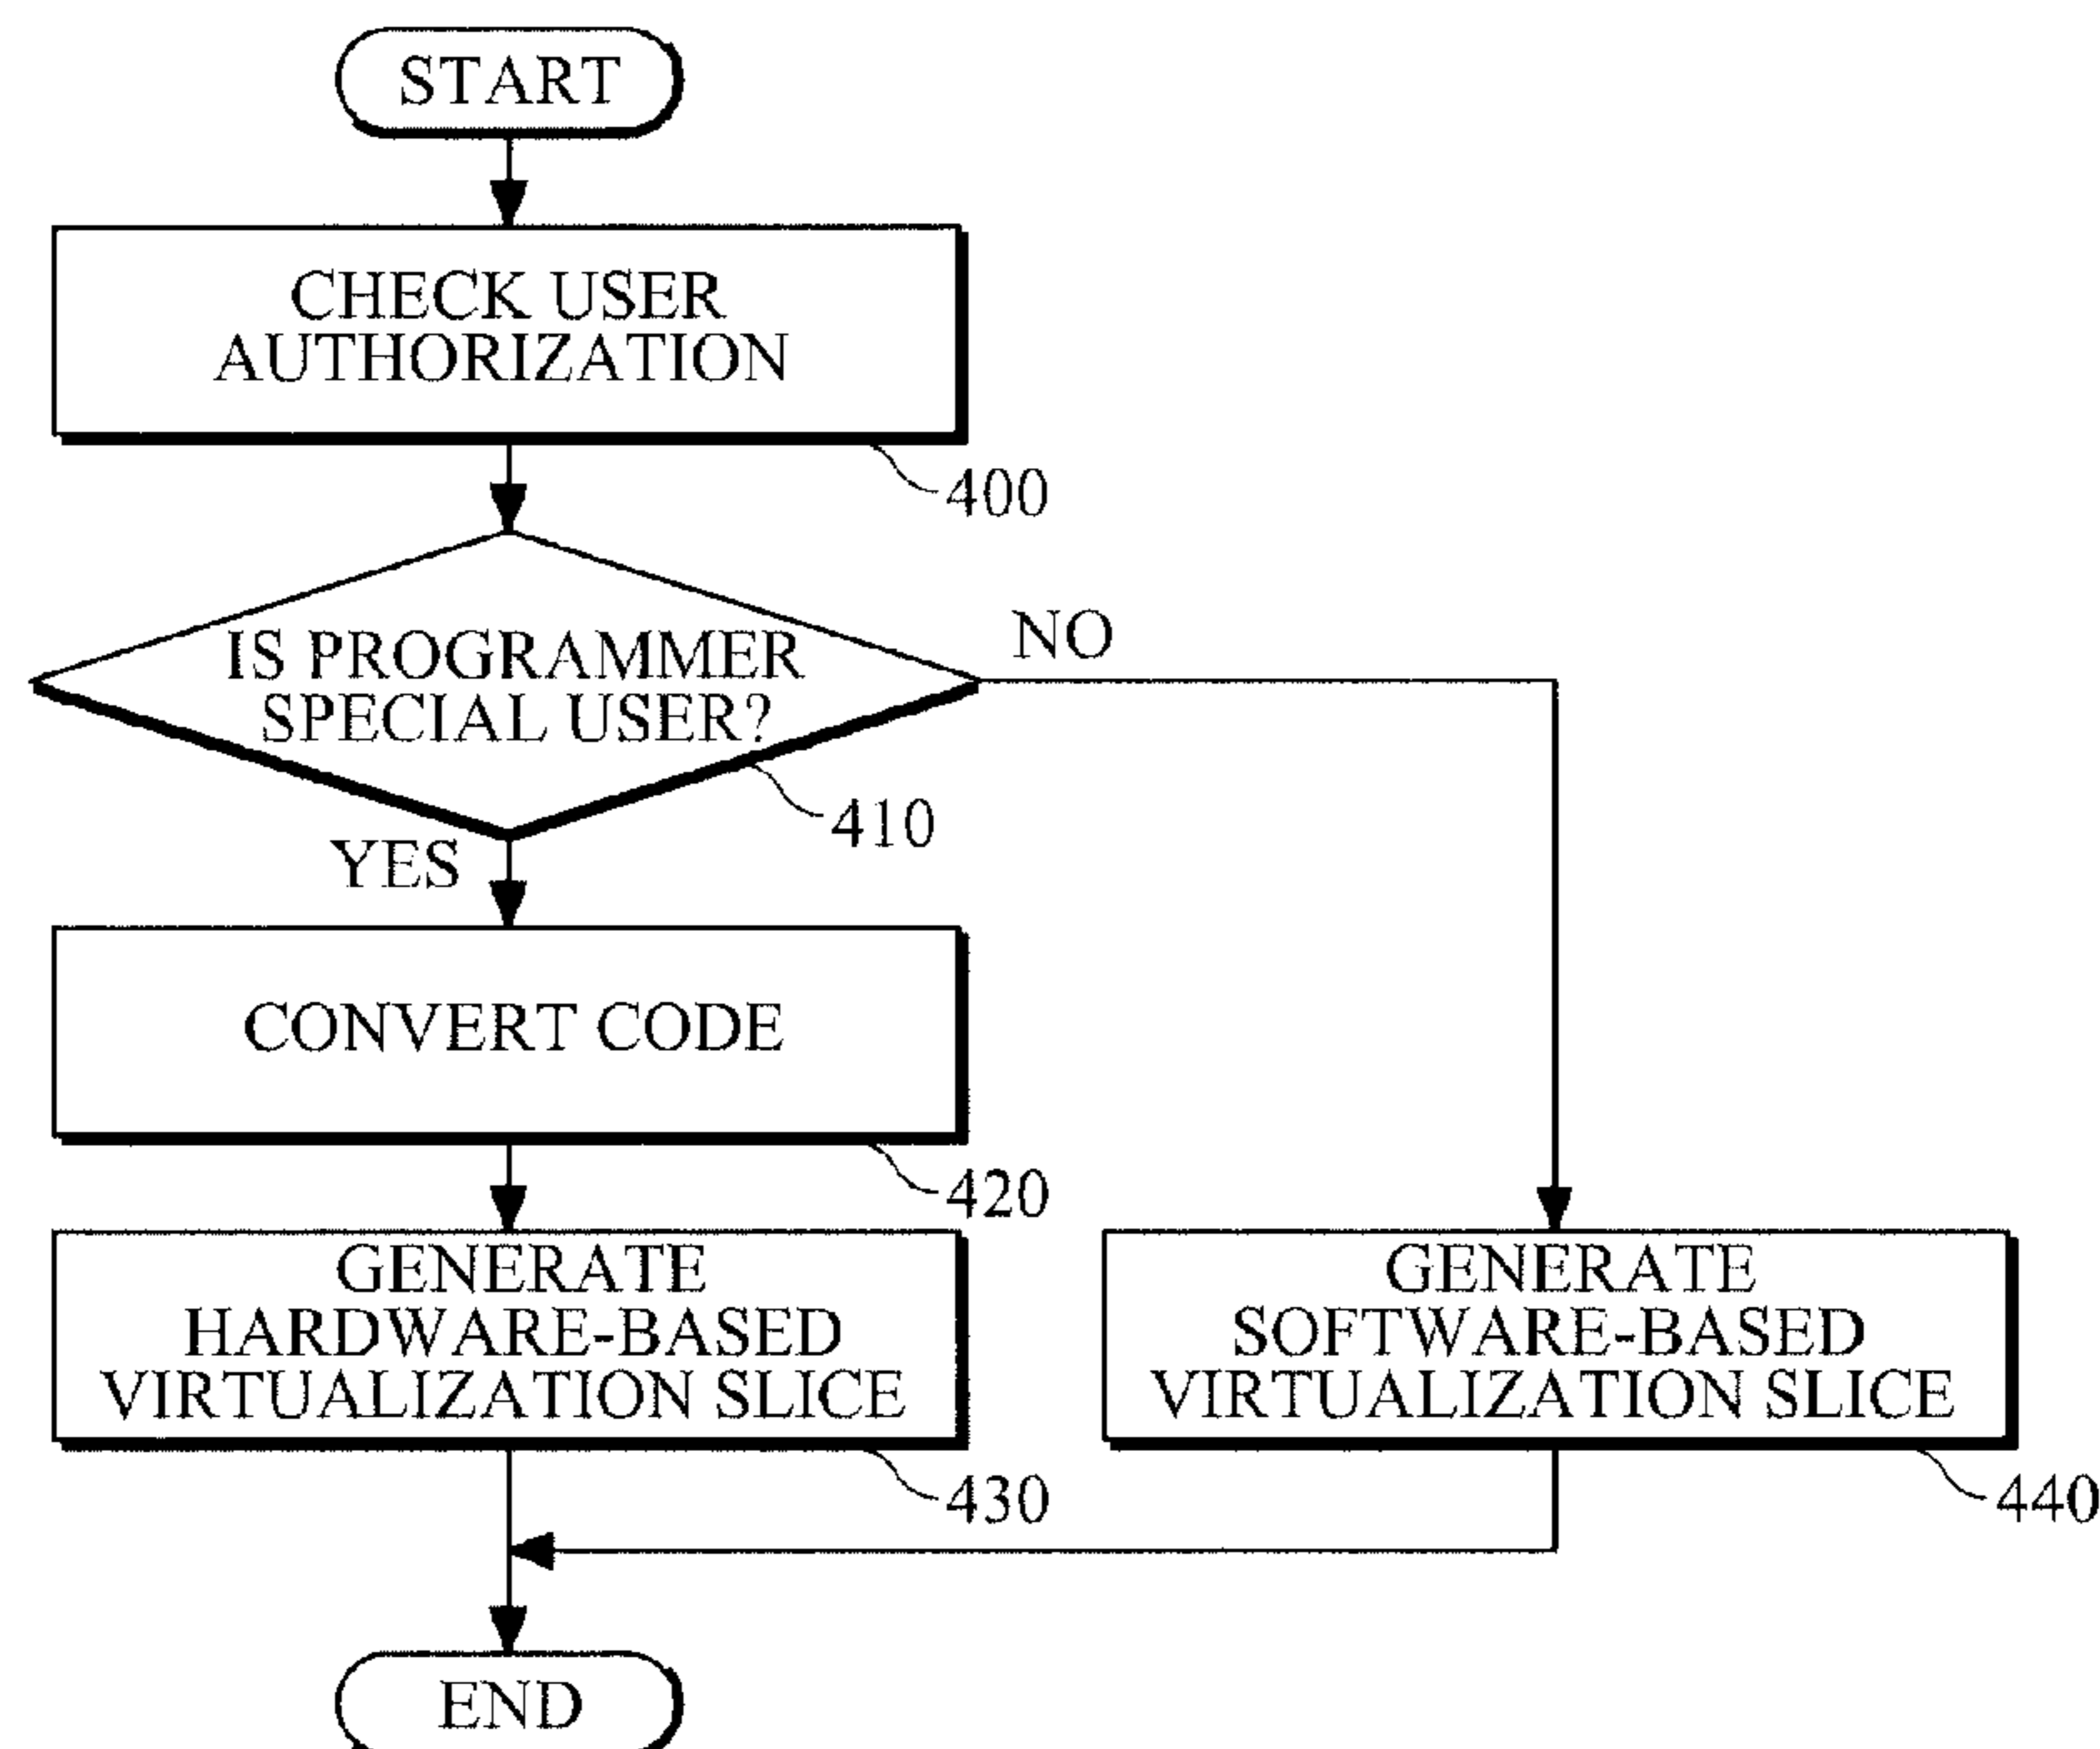 START
CHECK USER
AUTHORIZATION
400
IS PROGRAMMER
SPECIAL USER?
410
NO
YES
CONVERT CODE
420
GENERATE
HARDWARE-BASED
VIRTUALIZATION SLICE
430
GENERATE
SOFTWARE-BASED
VIRTUALIZATION SLICE
440
END